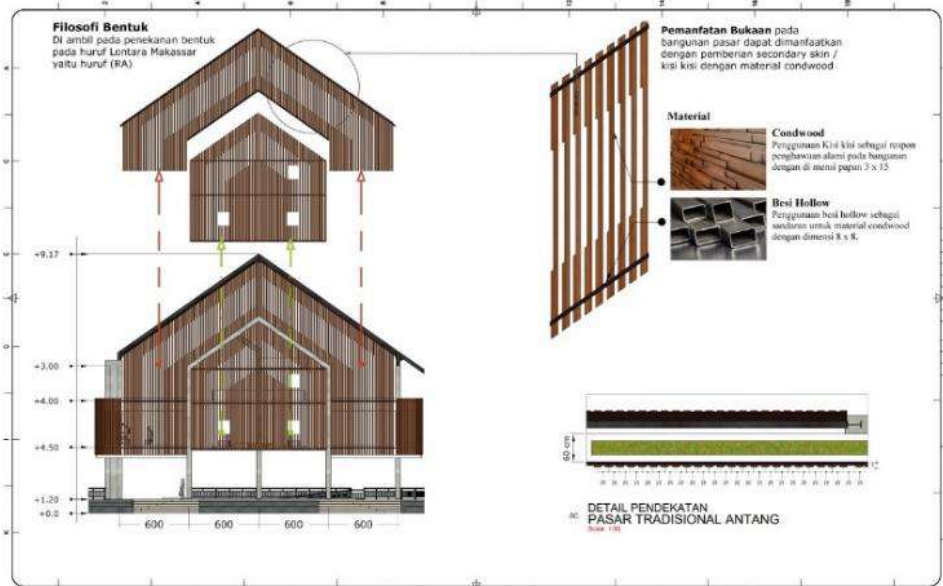 Filosofi Bentuk
Di ambil pada penekanan bentuk
pada huruf Lontara Makassar
yaitu huruf (RA)
Pemanfatan Bukaan pada
bangunan pasar dapat dimanfaatkan
dengan pemberian secondary skin /
kisi kisi dengan material condwood
Material
Condwood
Penggunaan Kisi kisi sebagai respon
penghawaan alami pada bangunan
dengan di mensi papan 3 x 15
Besi Hollow
Penggunaan besi hollow sebagai
sandaran untuk material condwood
dengan dimensi 8 x 8.
+9.17
+3.00
+4.00
+4.50
+1.20
+0.0
600 600 600 600
60 cm
DETAIL PENDEKATAN
PASAR TRADISIONAL ANTANG